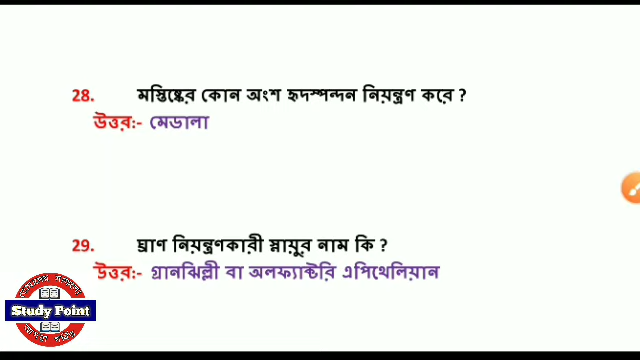 28. মস্তিষ্কের কোন অংশ হৃদস্পন্দন নিয়ন্ত্রণ করে ?
উত্তর:- মেডালা
29. ঘ্রাণ নিয়ন্ত্রণকারী স্নায়ুর নাম কি ?
উত্তর:- গ্রানঝিল্লী বা অলফ্যাক্টরি এপিথেলিয়ান
Study Point